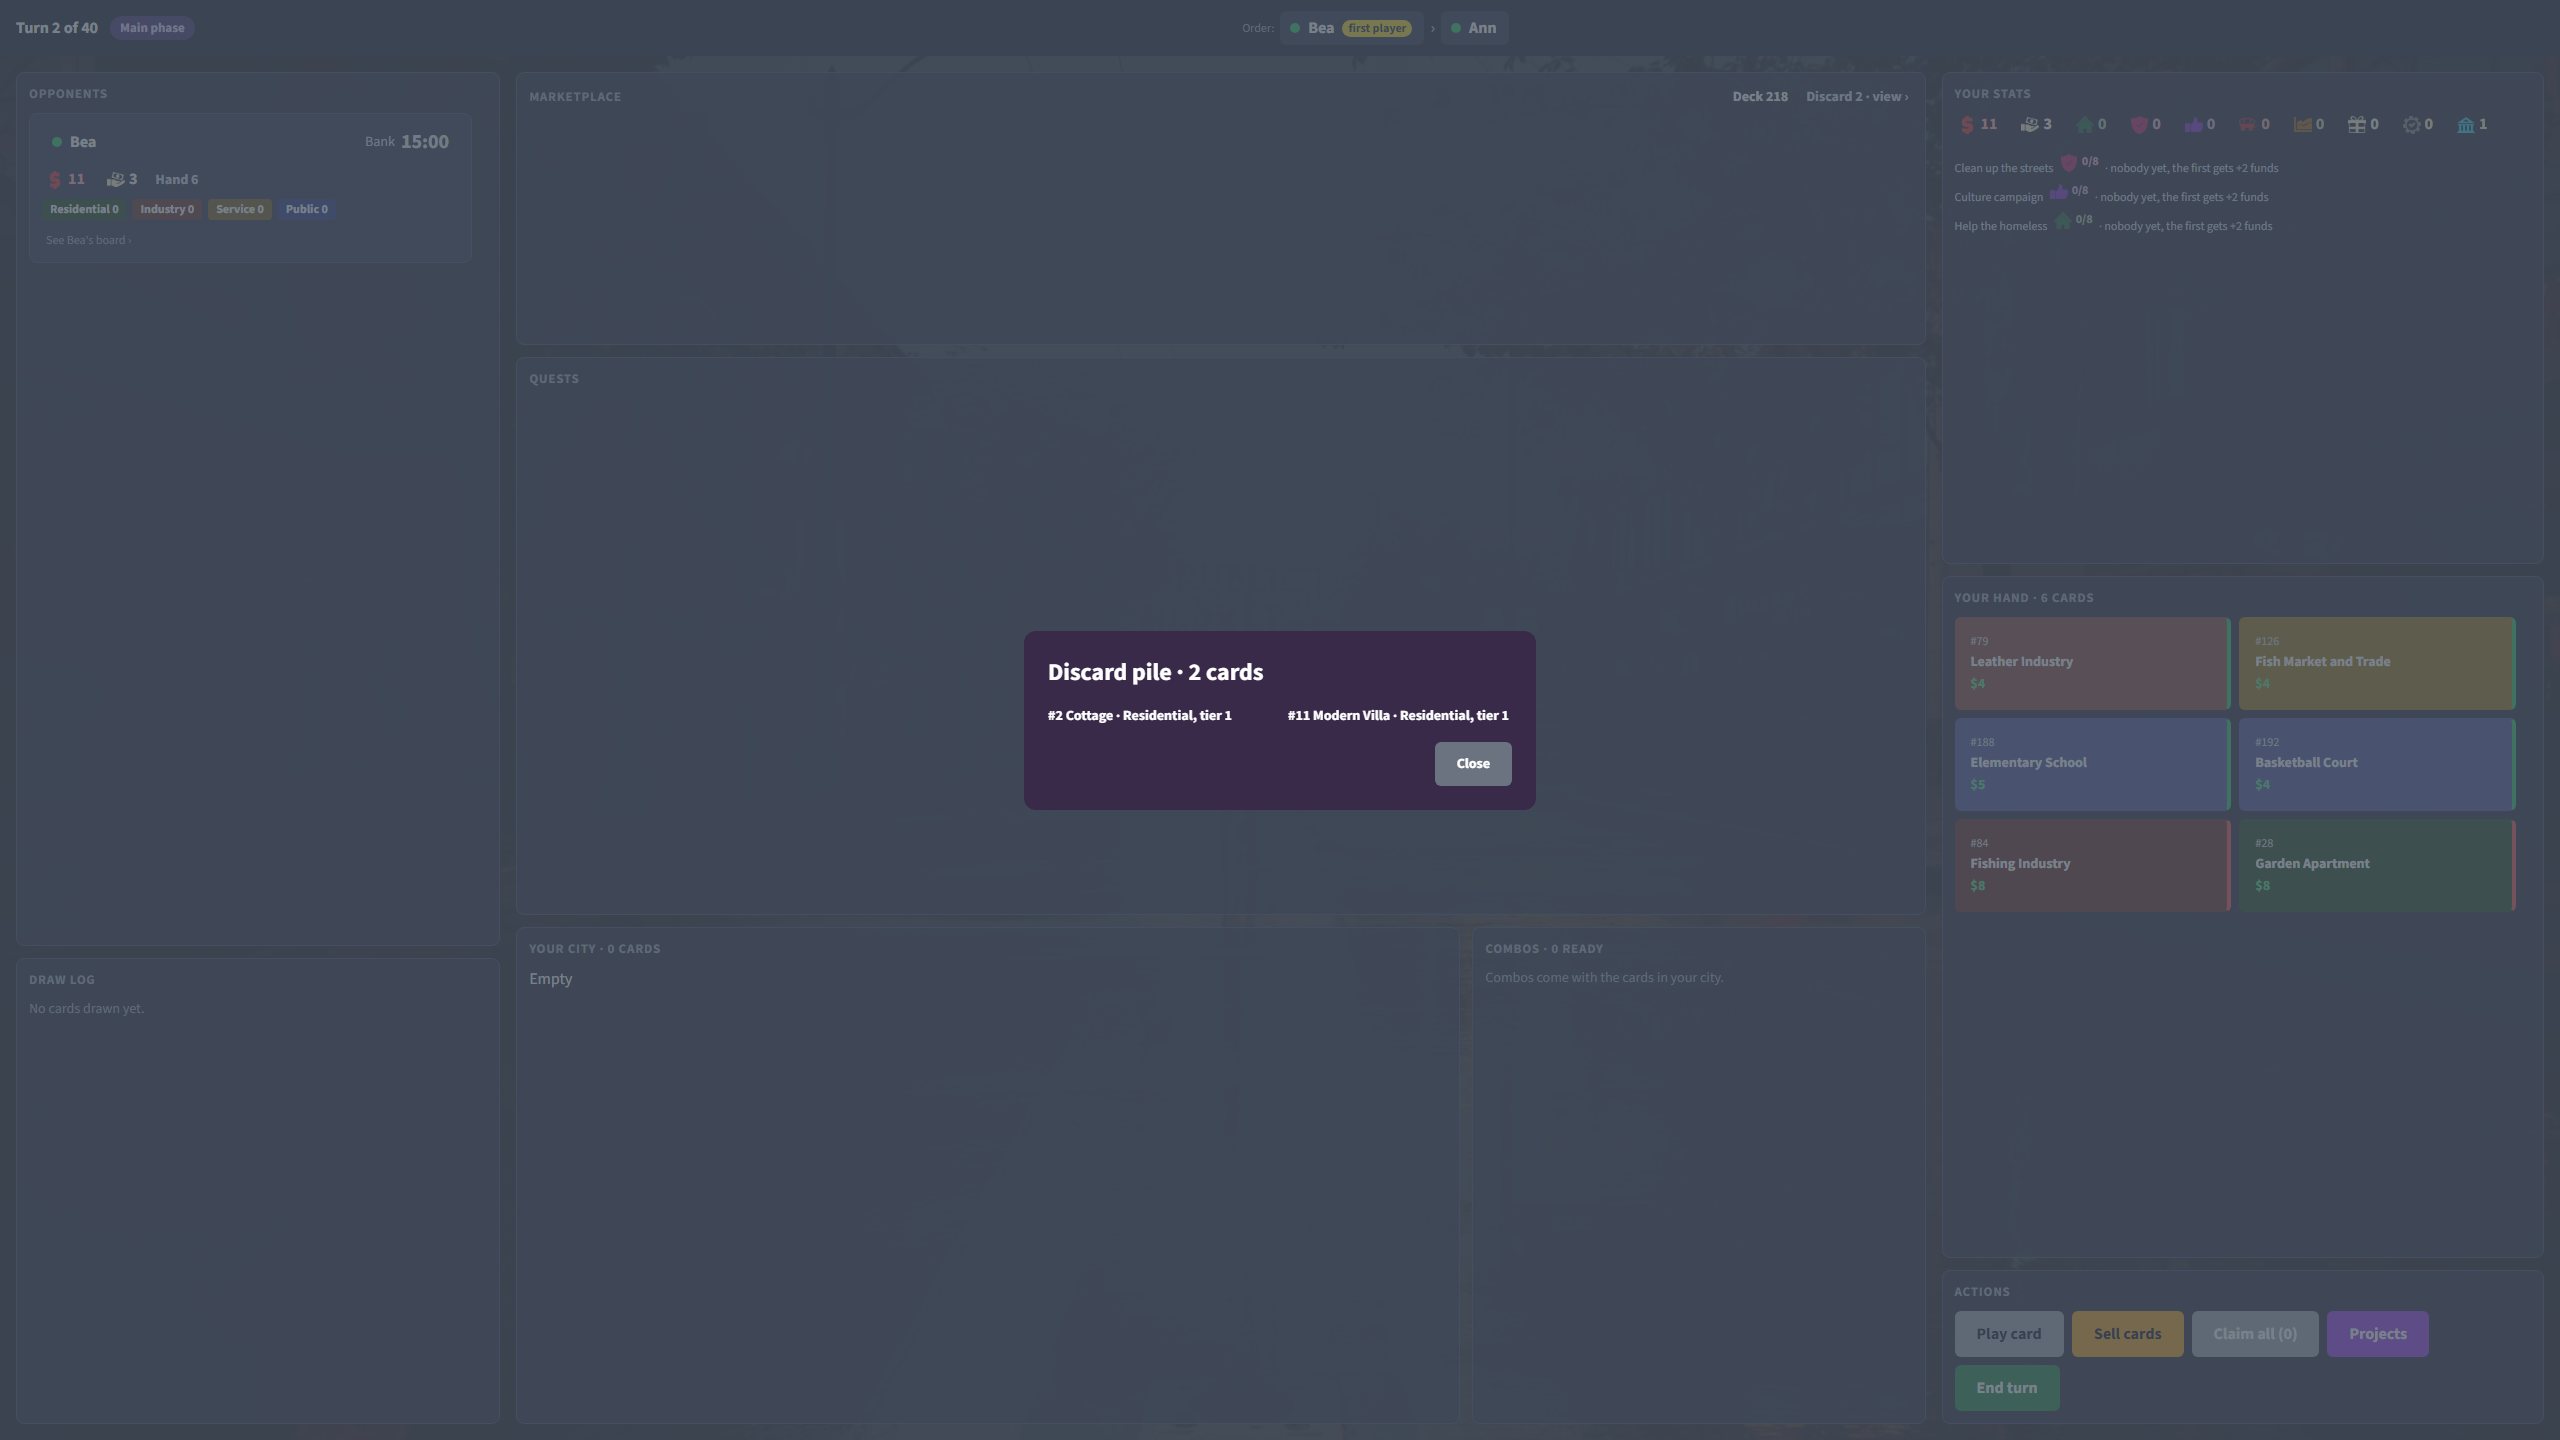 Turn 2 of 40 Main phase
Order: Bea first player › Ann
OPPONENTS
Bea Bank 15:00
11 3 Hand 6
Residential 0 Industry 0 Service 0 Public 0
See Bea's board ›
DRAW LOG
No cards drawn yet.
MARKETPLACE Deck 218 Discard 2 · view ›
QUESTS
Discard pile · 2 cards
#2 Cottage · Residential, tier 1 #11 Modern Villa · Residential, tier 1
Close
YOUR CITY · 0 CARDS
Empty
COMBOS · 0 READY
Combos come with the cards in your city.
YOUR STATS
11 3 0 0 0 0 0 0 0 1
Clean up the streets 0/8 · nobody yet, the first gets +2 funds
Culture campaign 0/8 · nobody yet, the first gets +2 funds
Help the homeless 0/8 · nobody yet, the first gets +2 funds
YOUR HAND · 6 CARDS
#79
Leather Industry
$4
#126
Fish Market and Trade
$4
#188
Elementary School
$5
#192
Basketball Court
$4
#84
Fishing Industry
$8
#28
Garden Apartment
$8
ACTIONS
Play card Sell cards Claim all (0) Projects
End turn